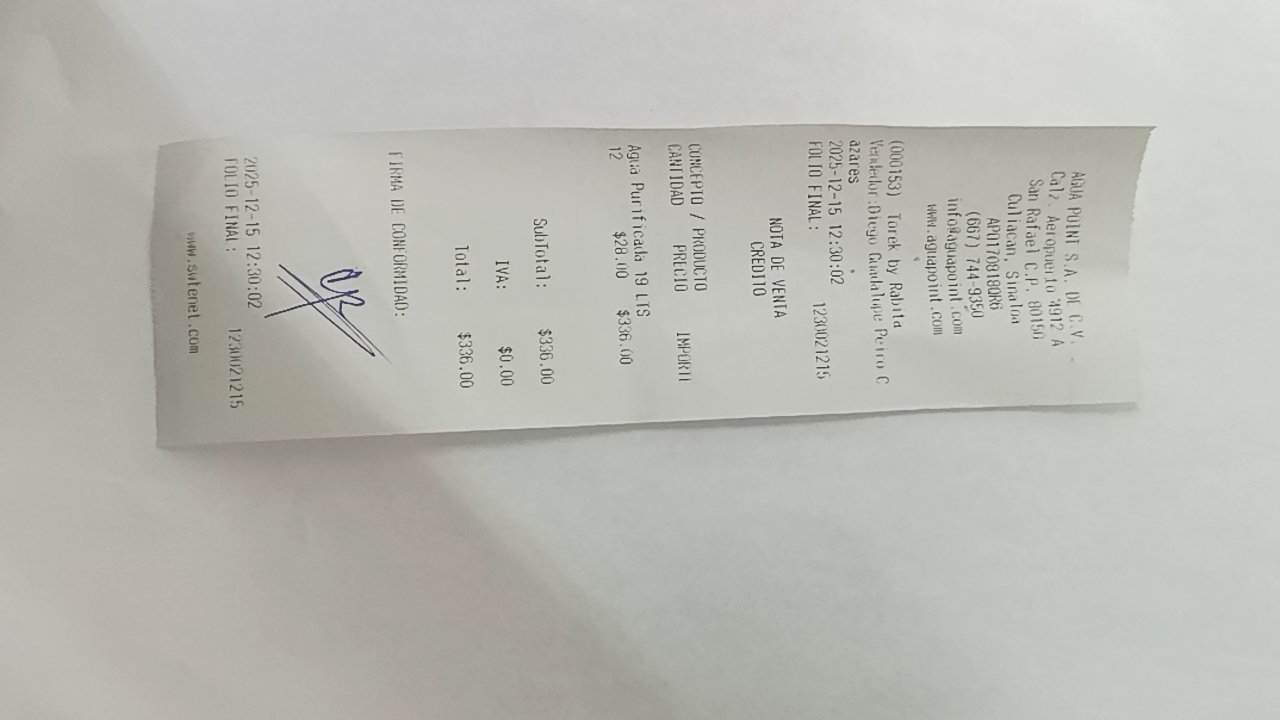 AGUA POINT S.A. DE C.V.
Calz. Aeropuerto 4912 A
San Rafael C.P. 80150
Culiacan, Sinaloa
AP0170818QR6
(667) 744-9350
info@aguapoint.com
www.aguapoint.com
(000153) Torek by Rabita
Vendedor:Diego Guadalupe Peiro C
azares
2025-12-15 12:30:02
FOLIO FINAL: 1230021215
NOTA DE VENTA
CREDITO
CONCEPTO / PRODUCTO
CANTIDAD PRECIO IMPORTE
Agua Purificada 19 LTS
12 $28.00 $336.00
SubTotal: $336.00
IVA: $0.00
Total: $336.00
FIRMA DE CONFORMIDAD:
2025-12-15 12:30:02
FOLIO FINAL: 1230021215
www.sutenet.com